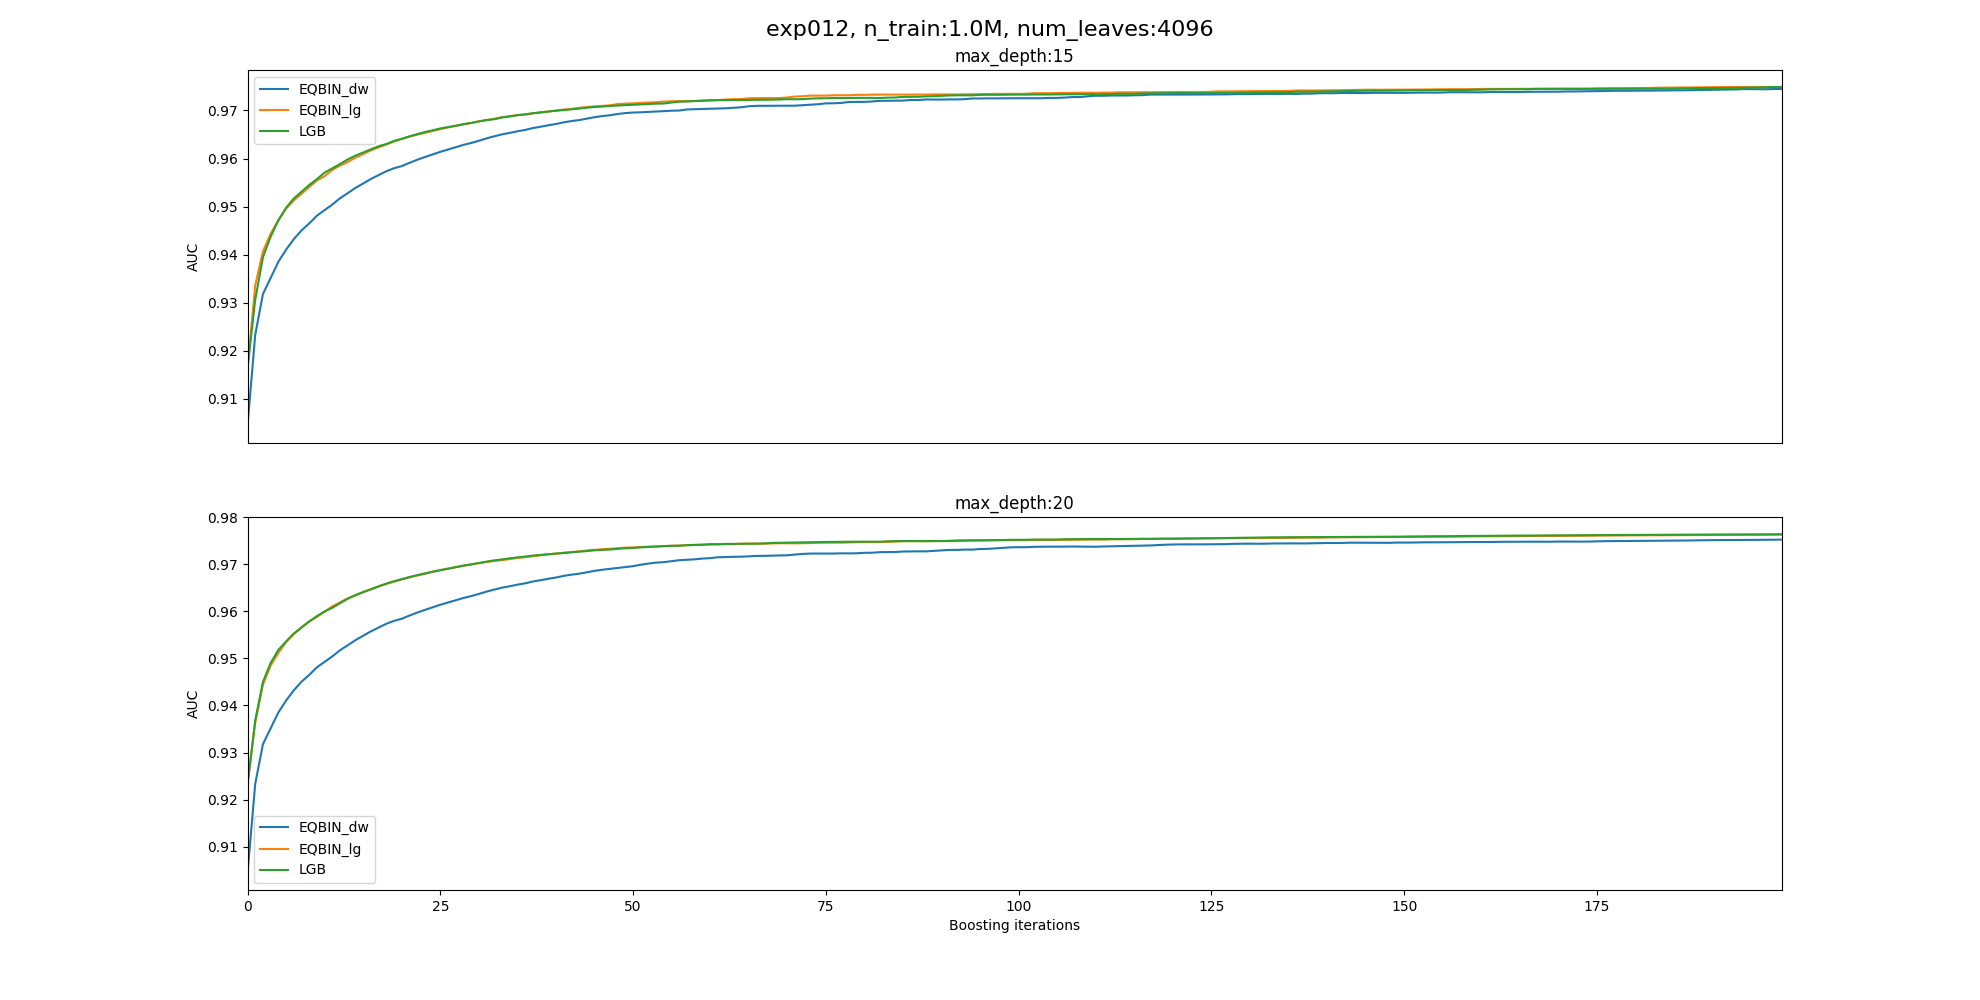 exp012, n_train:1.0M, num_leaves:4096
max_depth:15
EQBIN_dw
EQBIN_lg
LGB
0.97
0.96
0.95
0.94
0.93
0.92
0.91
AUC
max_depth:20
0.98
0.97
0.96
0.95
0.94
0.93
0.92
0.91
AUC
EQBIN_dw
EQBIN_lg
LGB
0 25 50 75 100 125 150 175
Boosting iterations